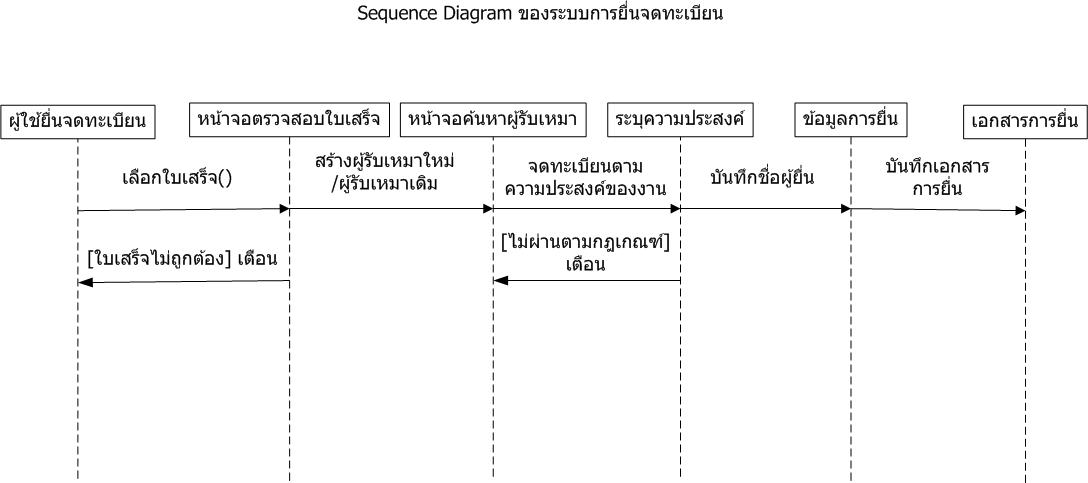 Sequence Diagram ของระบบการยื่นจดทะเบียน
ผู้ใช้ยื่นจดทะเบียน
หน้าจอตรวจสอบใบเสร็จ
หน้าจอค้นหาผู้รับเหมา
ระบุความประสงค์
ข้อมูลการยื่น
เอกสารการยื่น
เลือกใบเสร็จ()
สร้างผู้รับเหมาใหม่
/ผู้รับเหมาเดิม
จดทะเบียนตาม
ความประสงค์ของงาน
บันทึกชื่อผู้ยื่น
บันทึกเอกสาร
การยื่น
[ใบเสร็จไม่ถูกต้อง] เตือน
[ไม่ผ่านตามกฎเกณฑ์]
เตือน